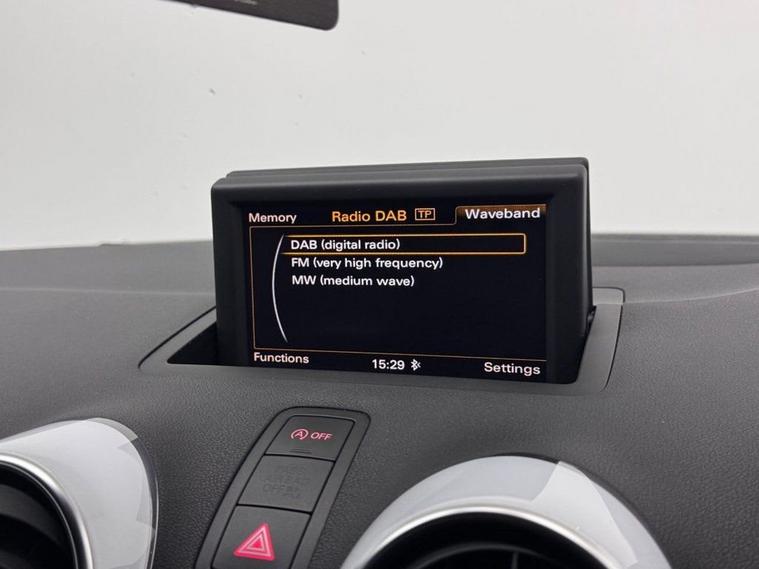 Memory Radio DAB TP Waveband
DAB (digital radio)
FM (very high frequency)
MW (medium wave)
Functions 15:29 Settings
A OFF